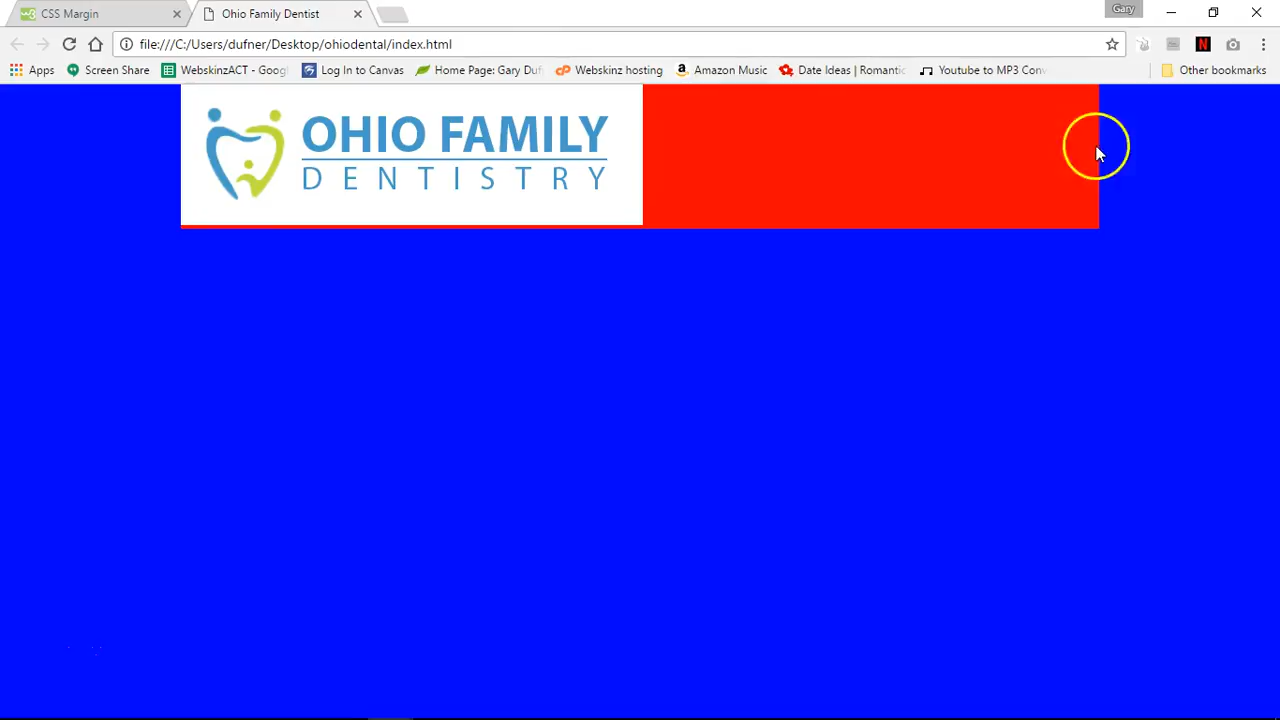 CSS Margin
Ohio Family Dentist
Gary
file:///C:/Users/dufner/Desktop/ohiodental/index.html
Apps Screen Share WebskinzACT - Googl Log In to Canvas Home Page: Gary Duf Webskinz hosting Amazon Music Date Ideas | Romantic Youtube to MP3 Conv Other bookmarks
OHIO FAMILY
DENTISTRY